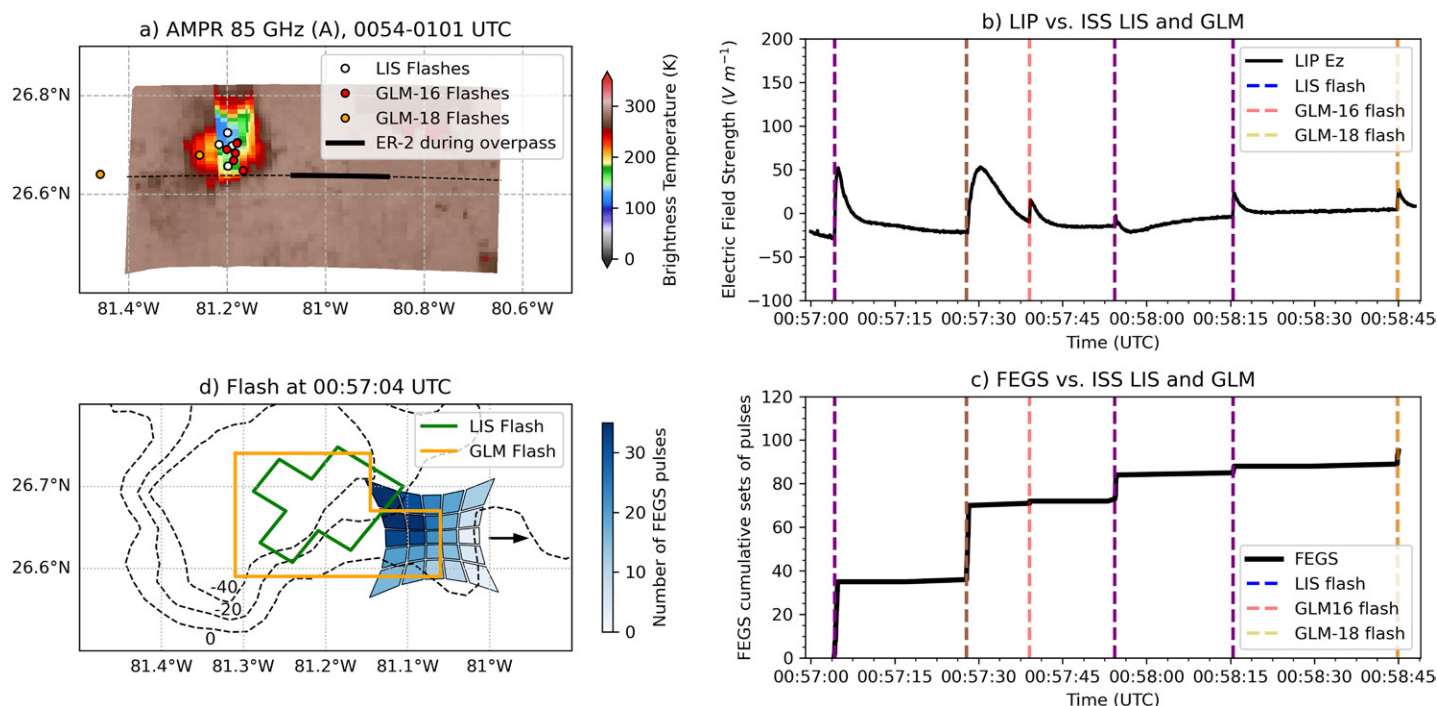 a) AMPR 85 GHz (A), 0054-0101 UTC
LIS Flashes
GLM-16 Flashes
GLM-18 Flashes
ER-2 during overpass
26.8°N
26.6°N
81.4°W 81.2°W 81°W 80.8°W 80.6°W
300
200
100
0
Brightness Temperature (K)
b) LIP vs. ISS LIS and GLM
LIP Ez
LIS flash
GLM-16 flash
GLM-18 flash
200
150
100
50
0
−50
−100
Electric Field Strength (V m⁻¹)
00:57:00 00:57:15 00:57:30 00:57:45 00:58:00 00:58:15 00:58:30 00:58:45
Time (UTC)
d) Flash at 00:57:04 UTC
LIS Flash
GLM Flash
26.7°N
26.6°N
-40
-20
0
81.4°W 81.3°W 81.2°W 81.1°W 81°W
30
20
10
0
Number of FEGS pulses
c) FEGS vs. ISS LIS and GLM
FEGS
LIS flash
GLM16 flash
GLM-18 flash
120
100
80
60
40
20
0
FEGS cumulative sets of pulses
00:57:00 00:57:15 00:57:30 00:57:45 00:58:00 00:58:15 00:58:30 00:58:45
Time (UTC)